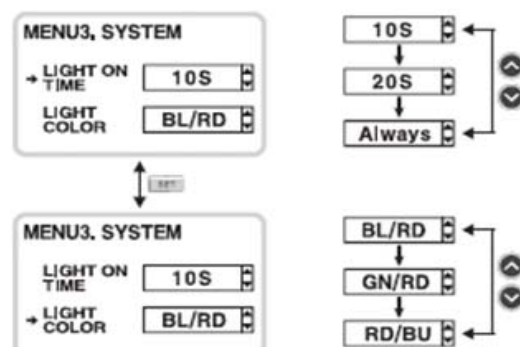 MENU3. SYSTEM
→ LIGHT ON TIME 10S
LIGHT COLOR BL/RD
10S
20S
Always
SET
MENU3. SYSTEM
LIGHT ON TIME 10S
→ LIGHT COLOR BL/RD
BL/RD
GN/RD
RD/BU